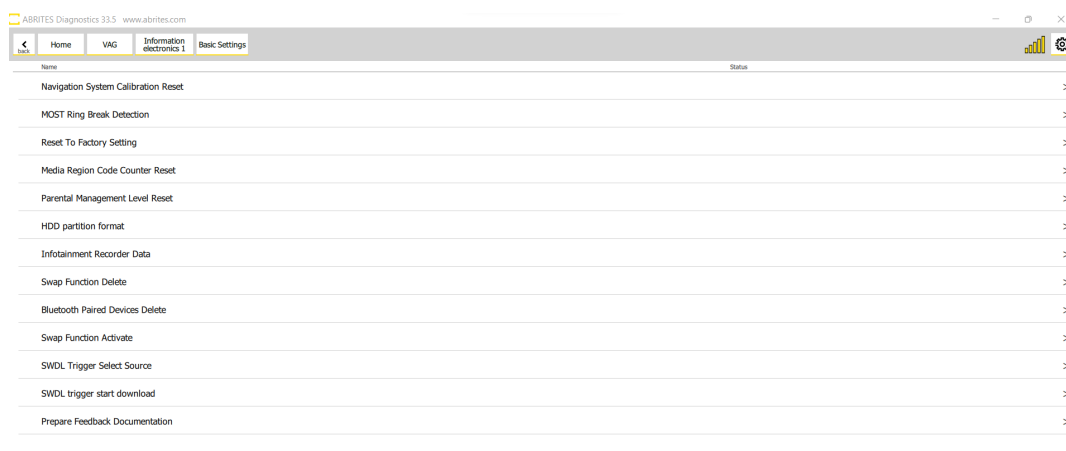 ABRITES Diagnostics 33.5 www.abrites.com
back
Home
VAG
Information
electronics 1
Basic Settings
Name Status
Navigation System Calibration Reset
MOST Ring Break Detection
Reset To Factory Setting
Media Region Code Counter Reset
Parental Management Level Reset
HDD partition format
Infotainment Recorder Data
Swap Function Delete
Bluetooth Paired Devices Delete
Swap Function Activate
SWDL Trigger Select Source
SWDL trigger start download
Prepare Feedback Documentation